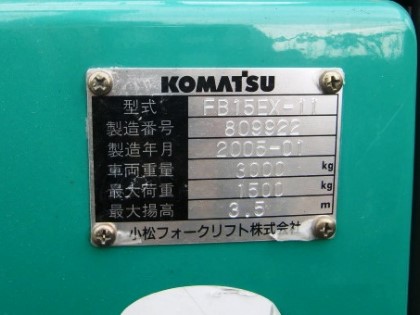 KOMATSU
型式 FB15EX-11
製造番号 809922
製造年月 2005-01
車両重量 3000 kg
最大荷重 1500 kg
最大揚高 3.5 m
小松フォークリフト株式会社